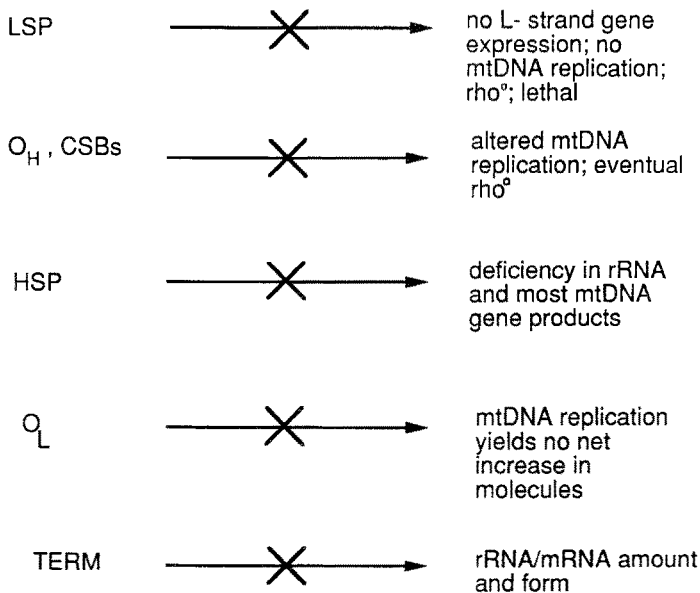 LSP
no L- strand gene
expression; no
mtDNA replication;
rho°; lethal
OH , CSBs
altered mtDNA
replication; eventual
rho°
HSP
deficiency in rRNA
and most mtDNA
gene products
OL
mtDNA replication
yields no net
increase in
molecules
TERM
rRNA/mRNA amount
and form